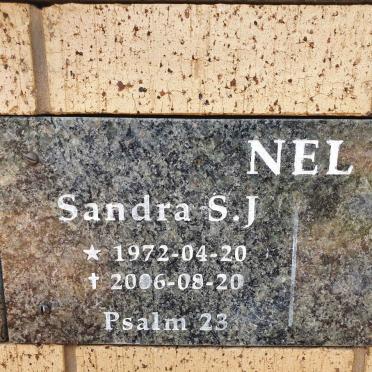 NEL
Sandra S.J
★ 1972-04-20
✝ 2006-08-20
Psalm 23